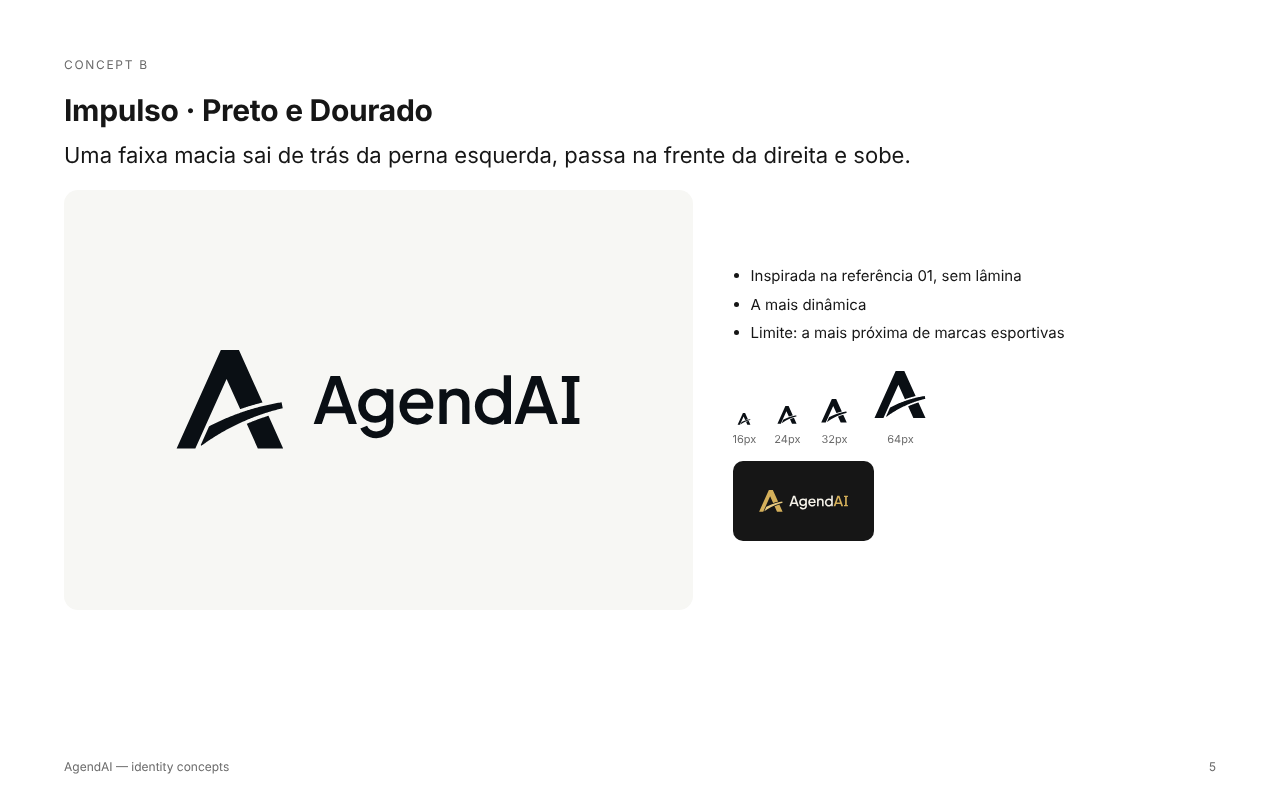 CONCEPT B
Impulso · Preto e Dourado
Uma faixa macia sai de trás da perna esquerda, passa na frente da direita e sobe.
AgendAI
• Inspirada na referência 01, sem lâmina
• A mais dinâmica
• Limite: a mais próxima de marcas esportivas
16px 24px 32px 64px
AgendAI
AgendAI — identity concepts 5